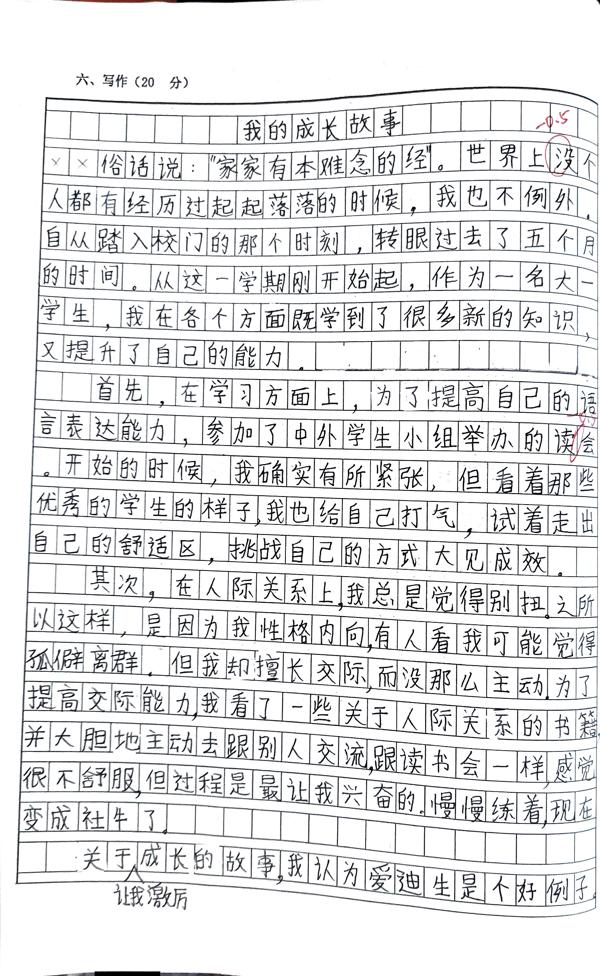 六、写作(20 分)
我的成长故事
-0.5
××俗话说："家家有本难念的经"。世界上没个
人都有经历过起起落落的时候，我也不例外。
自从踏入校门的那个时刻，转眼过去了五个月
的时间。从这一学期刚开始起，作为一名大一
学生，我在各个方面既学到了很多新的知识，
又提升了自己的能力。
首先，在学习方面上，为了提高自己的语
言表达能力，参加了中外学生小组举办的读会
。开始的时候，我确实有所紧张，但看着那些
优秀的学生的样子，我也给自己打气，试着走出
自己的舒适区，挑战自己的方式大见成效。
其次，在人际关系上，我总是觉得别扭。之所
以这样，是因为我性格内向，有人看我可能觉得
孤僻离群。但我却擅长交际，而没那么主动。为了
提高交际能力，我看了一些关于人际关系的书籍，
并大胆地主动去跟别人交流，跟读书会一样，感觉
很不舒服，但过程是最让我兴奋的。慢慢练着，现在
变成社牛了。
关于成长的故事，我认为爱迪生是个好例子。
让我激厉